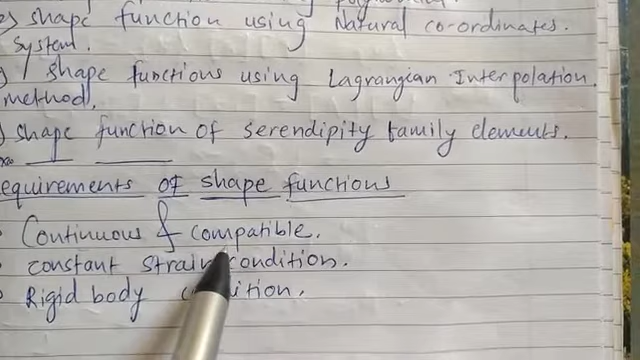 shape function using Natural co-ordinates.
System.
shape functions using Lagrangian Interpolation.
method.
shape function of serendipity family elements.
equirements of shape functions
Continuous & compatible.
constant strain condition.
Rigid body